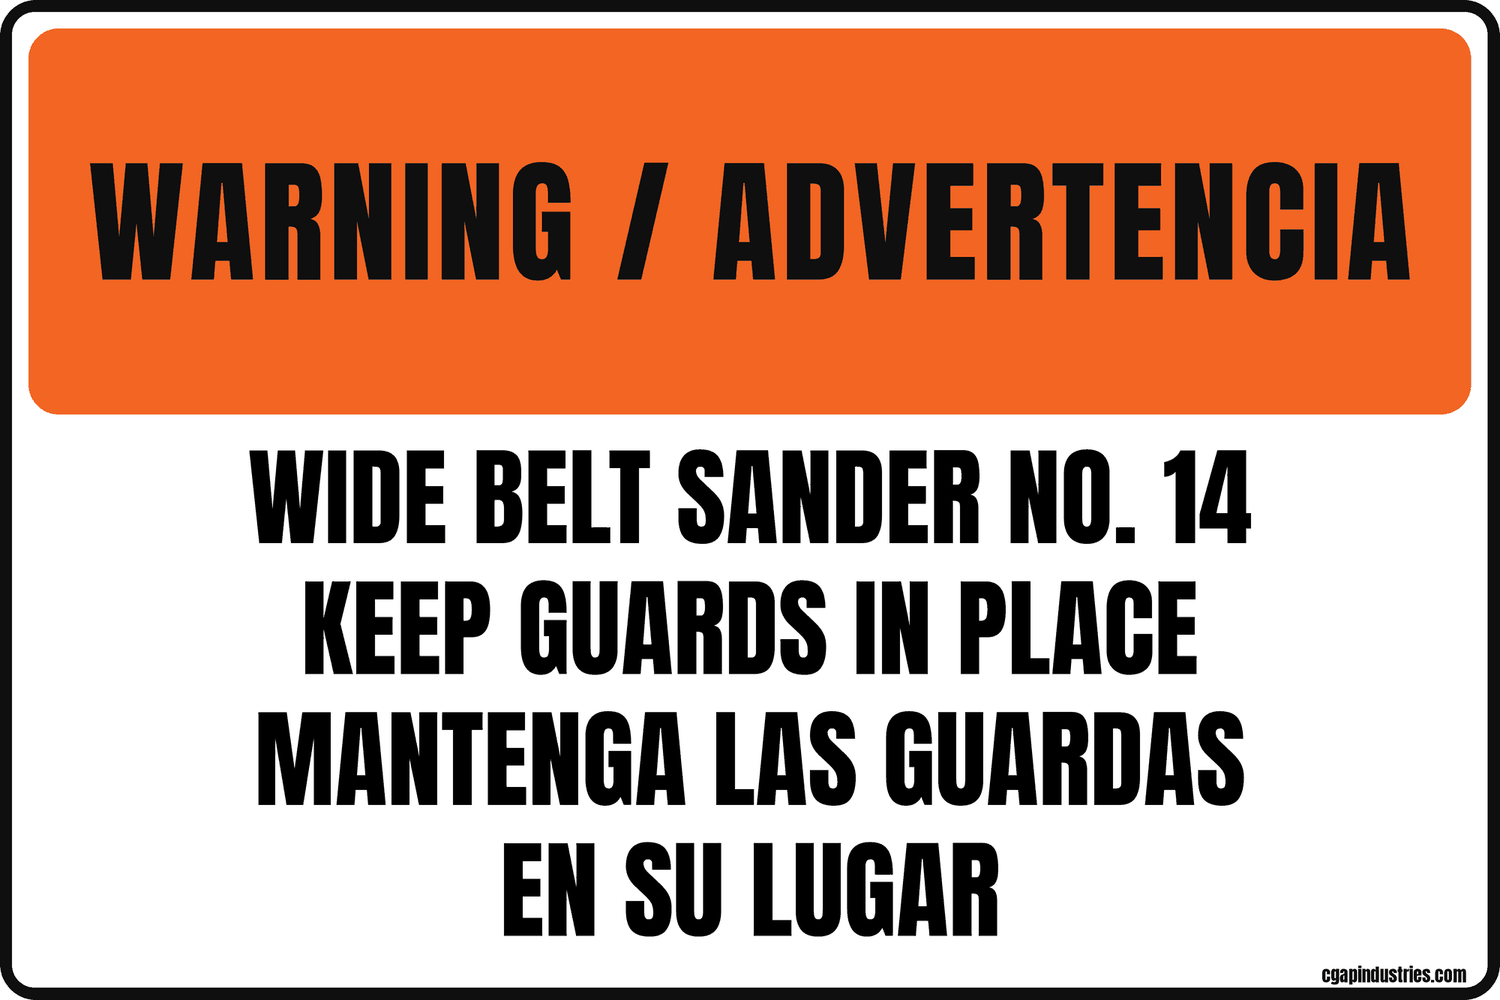 WARNING / ADVERTENCIA
WIDE BELT SANDER NO. 14
KEEP GUARDS IN PLACE
MANTENGA LAS GUARDAS
EN SU LUGAR
cgapindustries.com